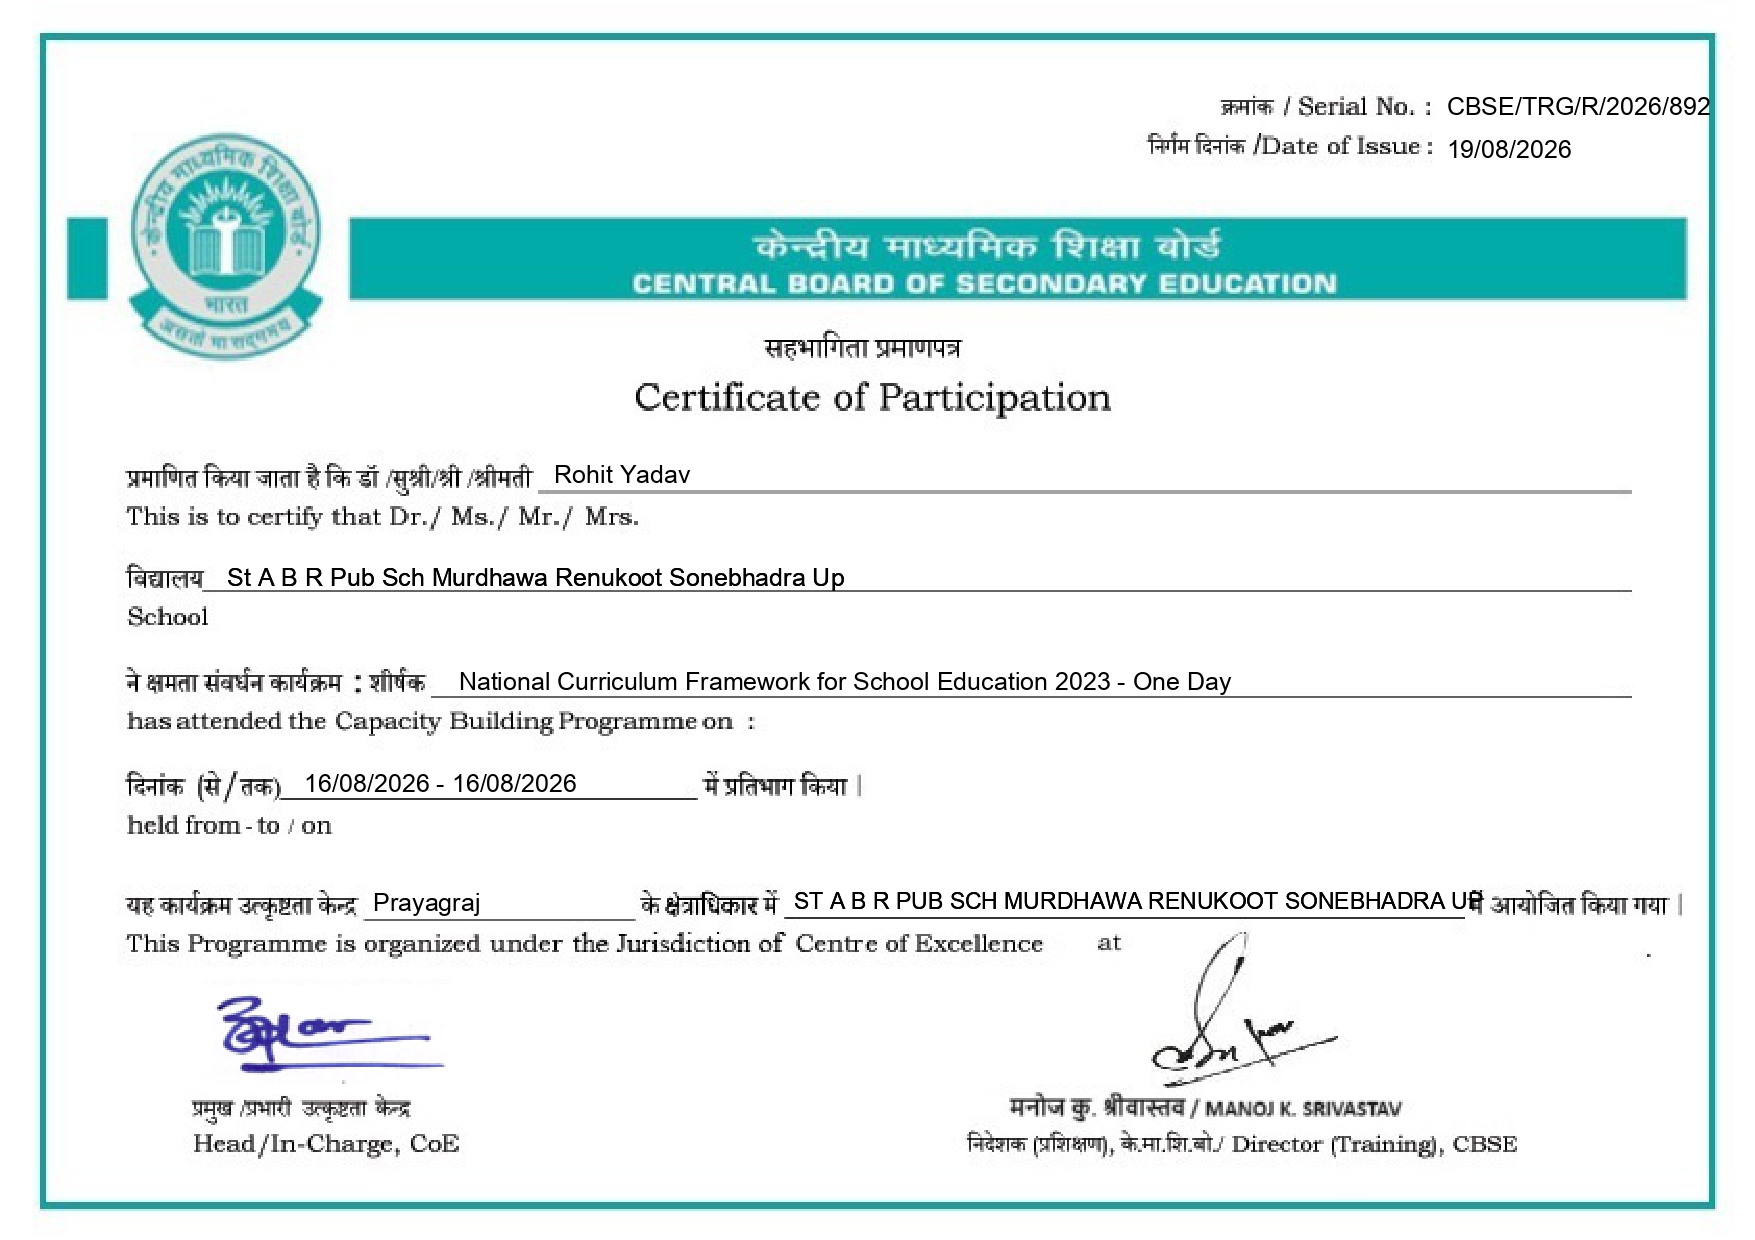 क्रमांक / Serial No. : CBSE/TRG/R/2026/892
निर्गम दिनांक /Date of Issue : 19/08/2026
केन्द्रीय माध्यमिक शिक्षा बोर्ड
भारत
असतो मा सद्गमय
केन्द्रीय माध्यमिक शिक्षा बोर्ड
CENTRAL BOARD OF SECONDARY EDUCATION
सहभागिता प्रमाणपत्र
Certificate of Participation
प्रमाणित किया जाता है कि डॉ /सुश्री/श्री /श्रीमती Rohit Yadav
This is to certify that Dr./ Ms./ Mr./ Mrs.
विद्यालय St A B R Pub Sch Murdhawa Renukoot Sonebhadra Up
School
ने क्षमता संवर्धन कार्यक्रम : शीर्षक National Curriculum Framework for School Education 2023 - One Day
has attended the Capacity Building Programme on :
दिनांक (से/तक) 16/08/2026 - 16/08/2026 में प्रतिभाग किया |
held from - to / on
यह कार्यक्रम उत्कृष्टता केन्द्र Prayagraj के क्षेत्राधिकार में ST A B R PUB SCH MURDHAWA RENUKOOT SONEBHADRA UP में आयोजित किया गया |
This Programme is organized under the Jurisdiction of Centre of Excellence at .
प्रमुख /प्रभारी उत्कृष्टता केन्द्र
Head/In-Charge, CoE
मनोज कु. श्रीवास्तव / MANOJ K. SRIVASTAV
निदेशक (प्रशिक्षण), के.मा.शि.बो./ Director (Training), CBSE